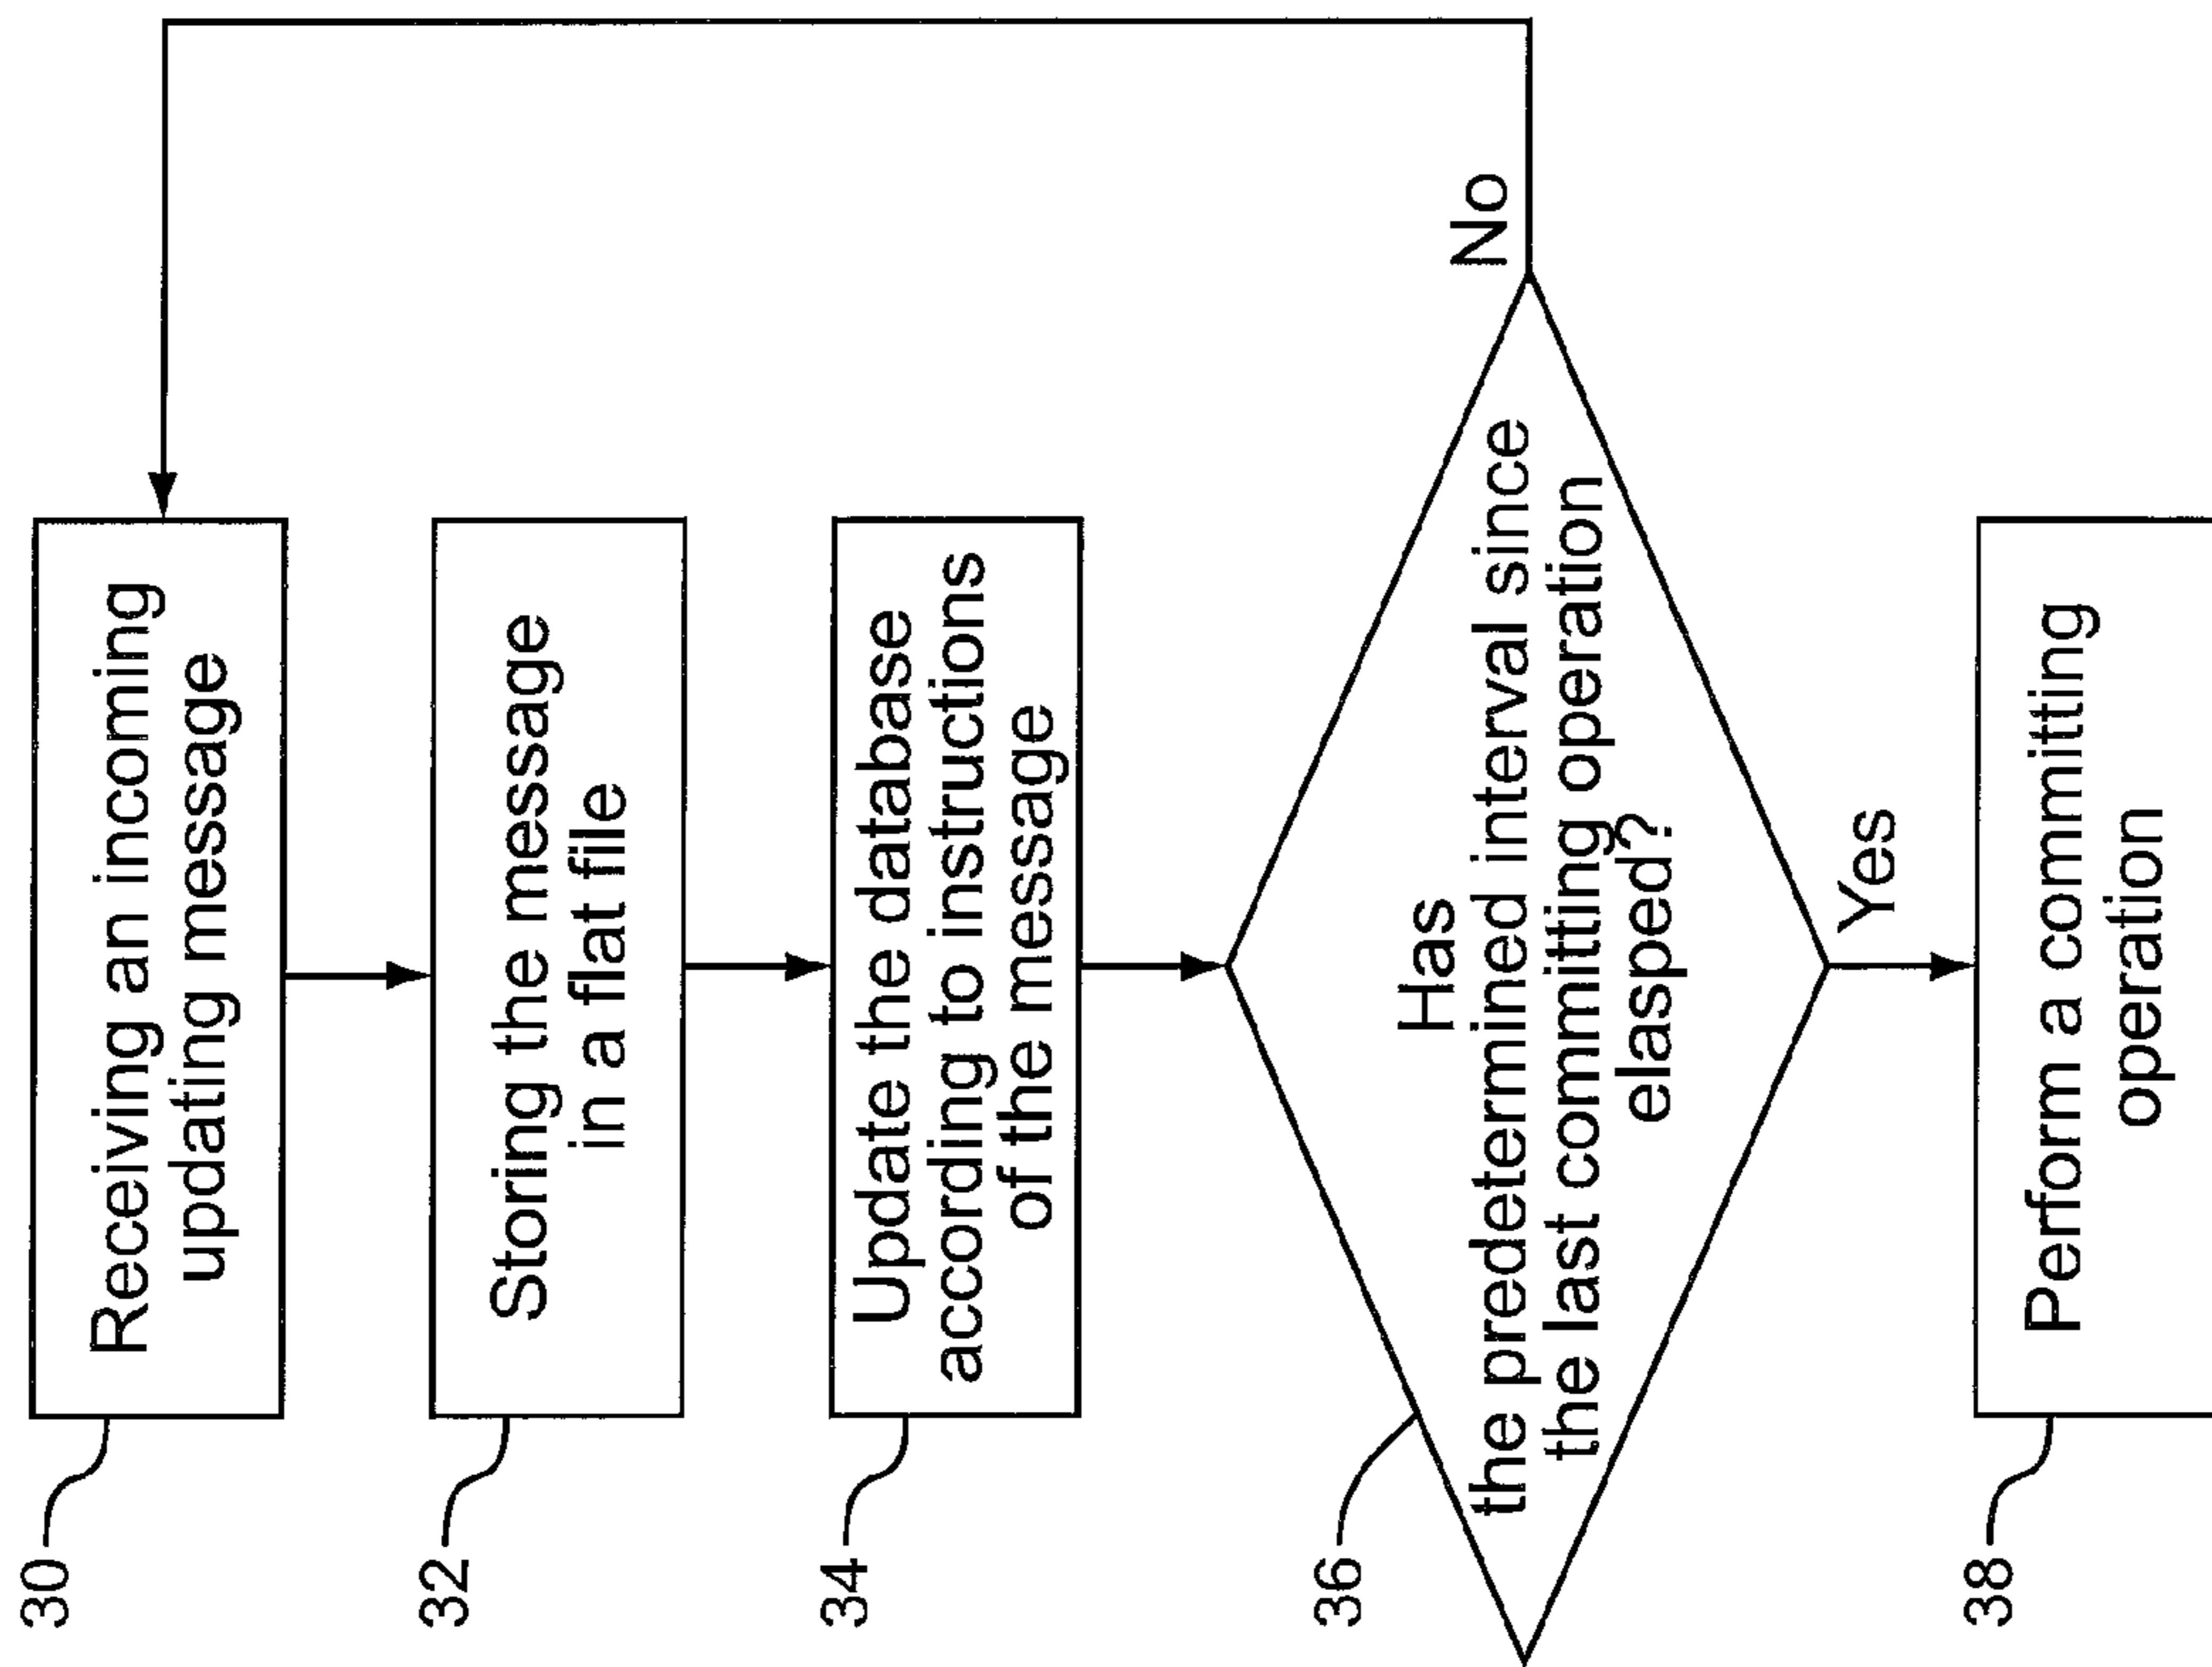 30
Receiving an incoming
updating message
32
Storing the message
in a flat file
34
Update the database
according to instructions
of the message
36
Has
the predetermined interval since
the last committing operation
elasped?
No
Yes
38
Perform a committing
operation